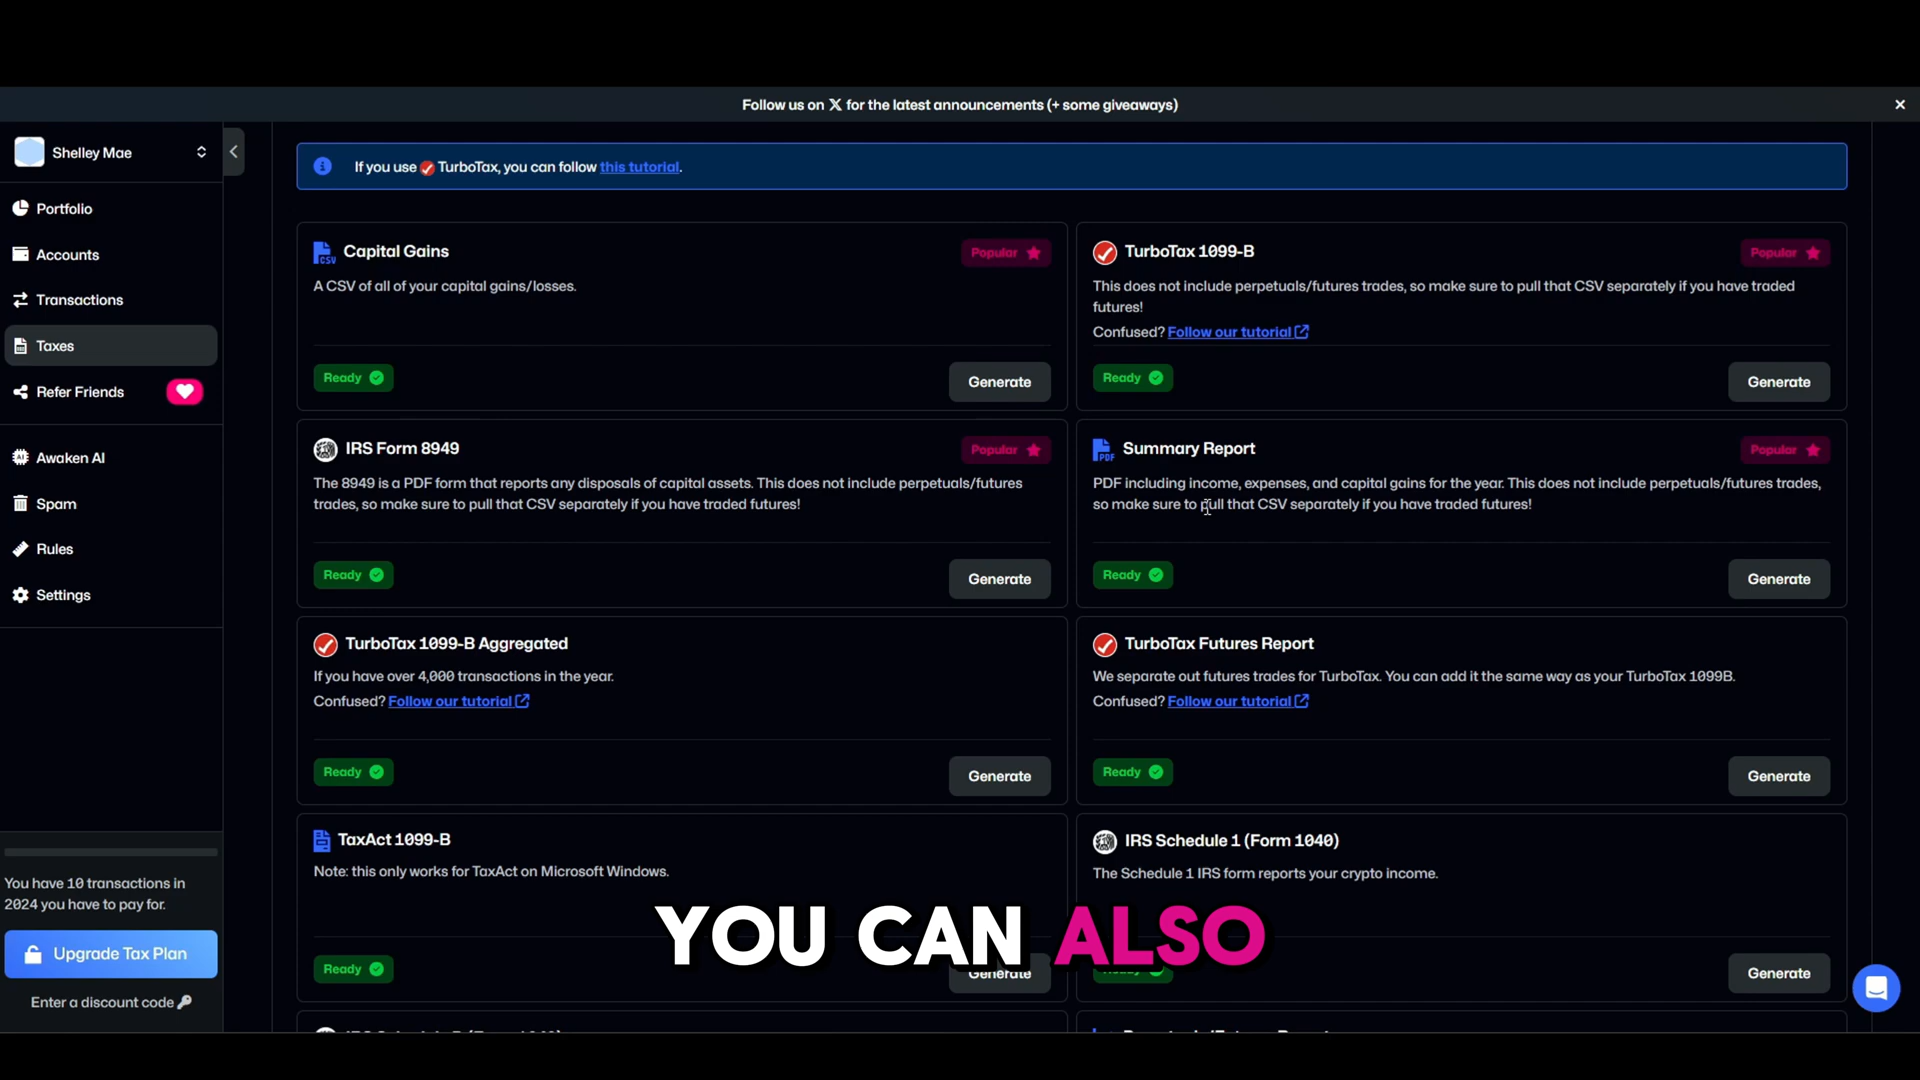 Follow us on X for the latest announcements (+ some giveaways)
Shelley Mae
Portfolio
Accounts
Transactions
Taxes
Refer Friends
Awaken AI
Spam
Rules
Settings
You have 10 transactions in
2024 you have to pay for.
Upgrade Tax Plan
Enter a discount code
If you use TurboTax, you can follow this tutorial.
Capital Gains
Popular
A CSV of all of your capital gains/losses.
Ready
Generate
TurboTax 1099-B
Popular
This does not include perpetuals/futures trades, so make sure to pull that CSV separately if you have traded
futures!
Confused? Follow our tutorial
Ready
Generate
IRS Form 8949
Popular
The 8949 is a PDF form that reports any disposals of capital assets. This does not include perpetuals/futures
trades, so make sure to pull that CSV separately if you have traded futures!
Ready
Generate
Summary Report
Popular
PDF including income, expenses, and capital gains for the year. This does not include perpetuals/futures trades,
so make sure to pull that CSV separately if you have traded futures!
Ready
Generate
TurboTax 1099-B Aggregated
If you have over 4,000 transactions in the year.
Confused? Follow our tutorial
Ready
Generate
TurboTax Futures Report
We separate out futures trades for TurboTax. You can add it the same way as your TurboTax 1099B.
Confused? Follow our tutorial
Ready
Generate
TaxAct 1099-B
Note: this only works for TaxAct on Microsoft Windows.
Ready
Generate
IRS Schedule 1 (Form 1040)
The Schedule 1 IRS form reports your crypto income.
Ready
Generate
YOU CAN ALSO